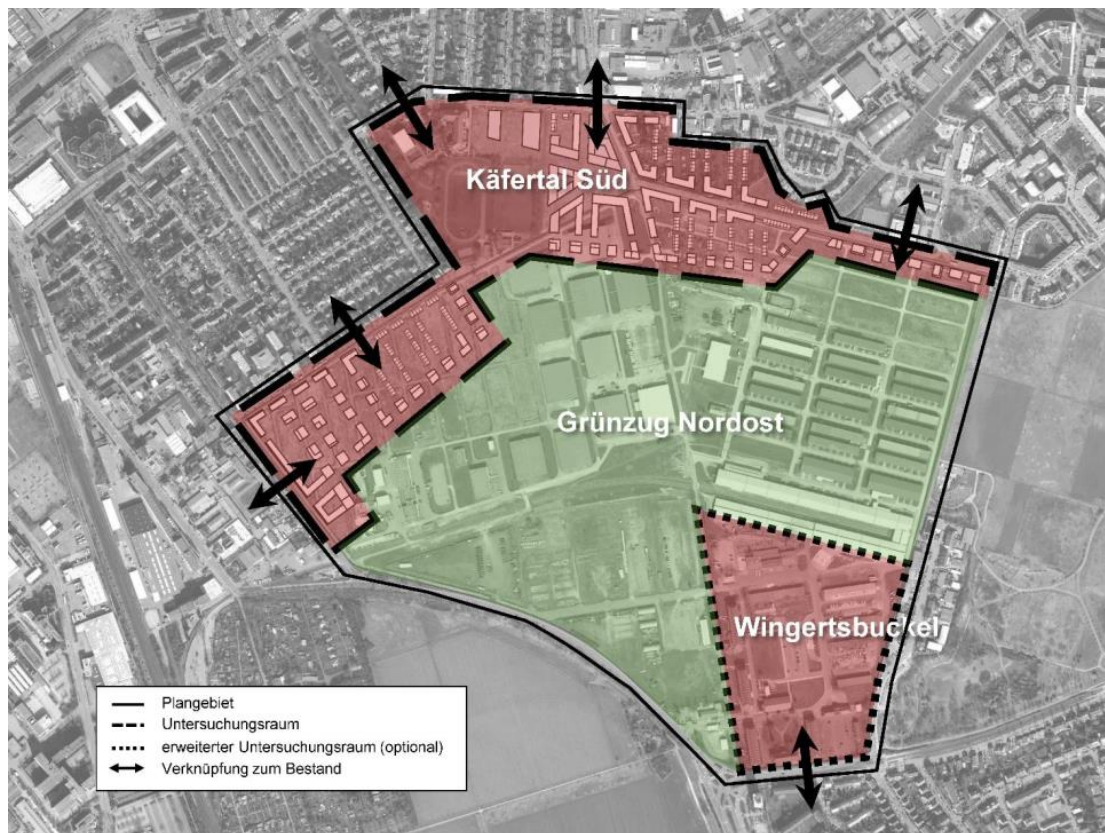 Käfertal Süd
Grünzug Nordost
Wingertsbuckel
Plangebiet
Untersuchungsraum
erweiterter Untersuchungsraum (optional)
Verknüpfung zum Bestand